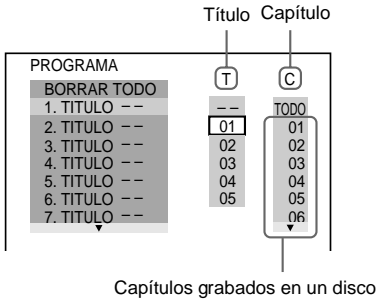 Título Capítulo
PROGRAMA
T C
BORRAR TODO
1. TITULO – – – – TODO
2. TITULO – – 01 01
3. TITULO – – 02 02
4. TITULO – – 03 03
5. TITULO – – 04 04
6. TITULO – – 05 05
7. TITULO – – 06
Capítulos grabados en un disco